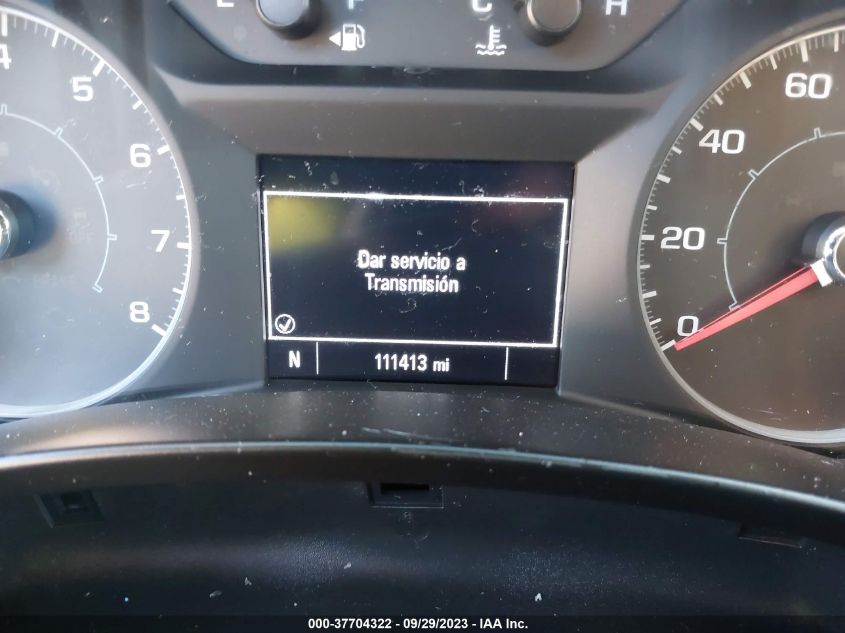 E F C H
4 5 6 7 8
0 20 40 60
Dar servicio a
Transmisión
N 111413 mi
000-37704322 / 09/29/2023 - IAA Inc.